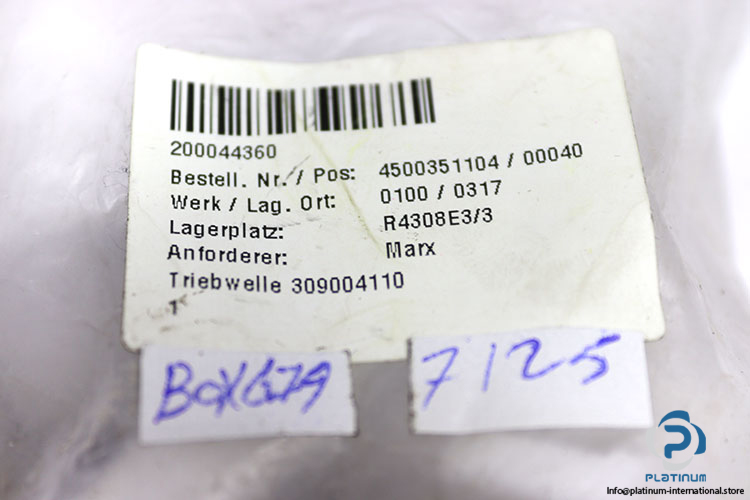 200044360
Bestell. Nr. / Pos: 4500351104 / 00040
Werk / Lag. Ort: 0100 / 0317
Lagerplatz: R4308E3/3
Anforderer: Marx
Triebwelle 309004110
1
BOX679 7125
PLATINUM
Info@platinum-international.store